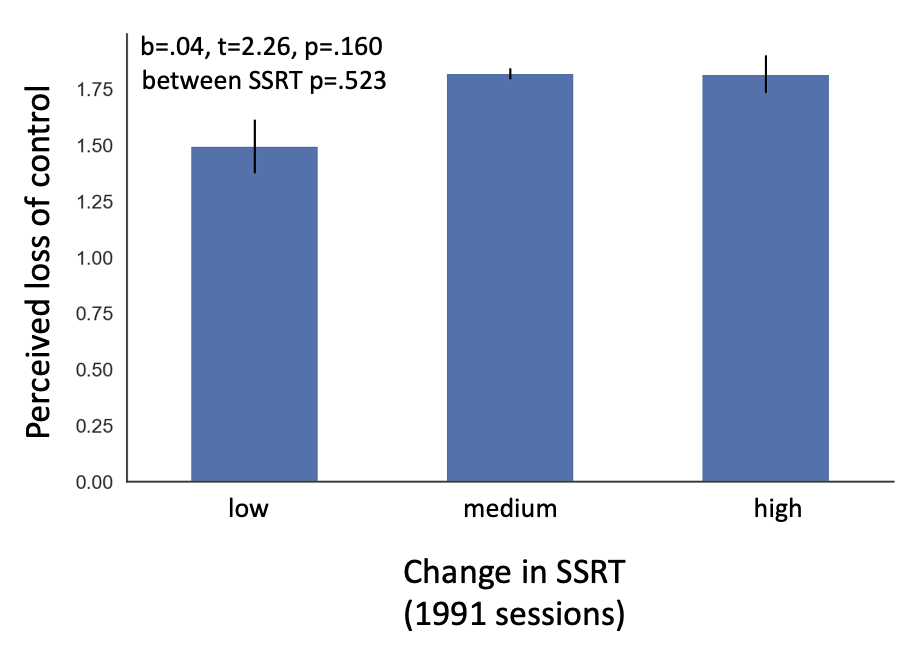 b=.04, t=2.26, p=.160
between SSRT p=.523
Perceived loss of control
1.75
1.50
1.25
1.00
0.75
0.50
0.25
0.00
low medium high
Change in SSRT
(1991 sessions)